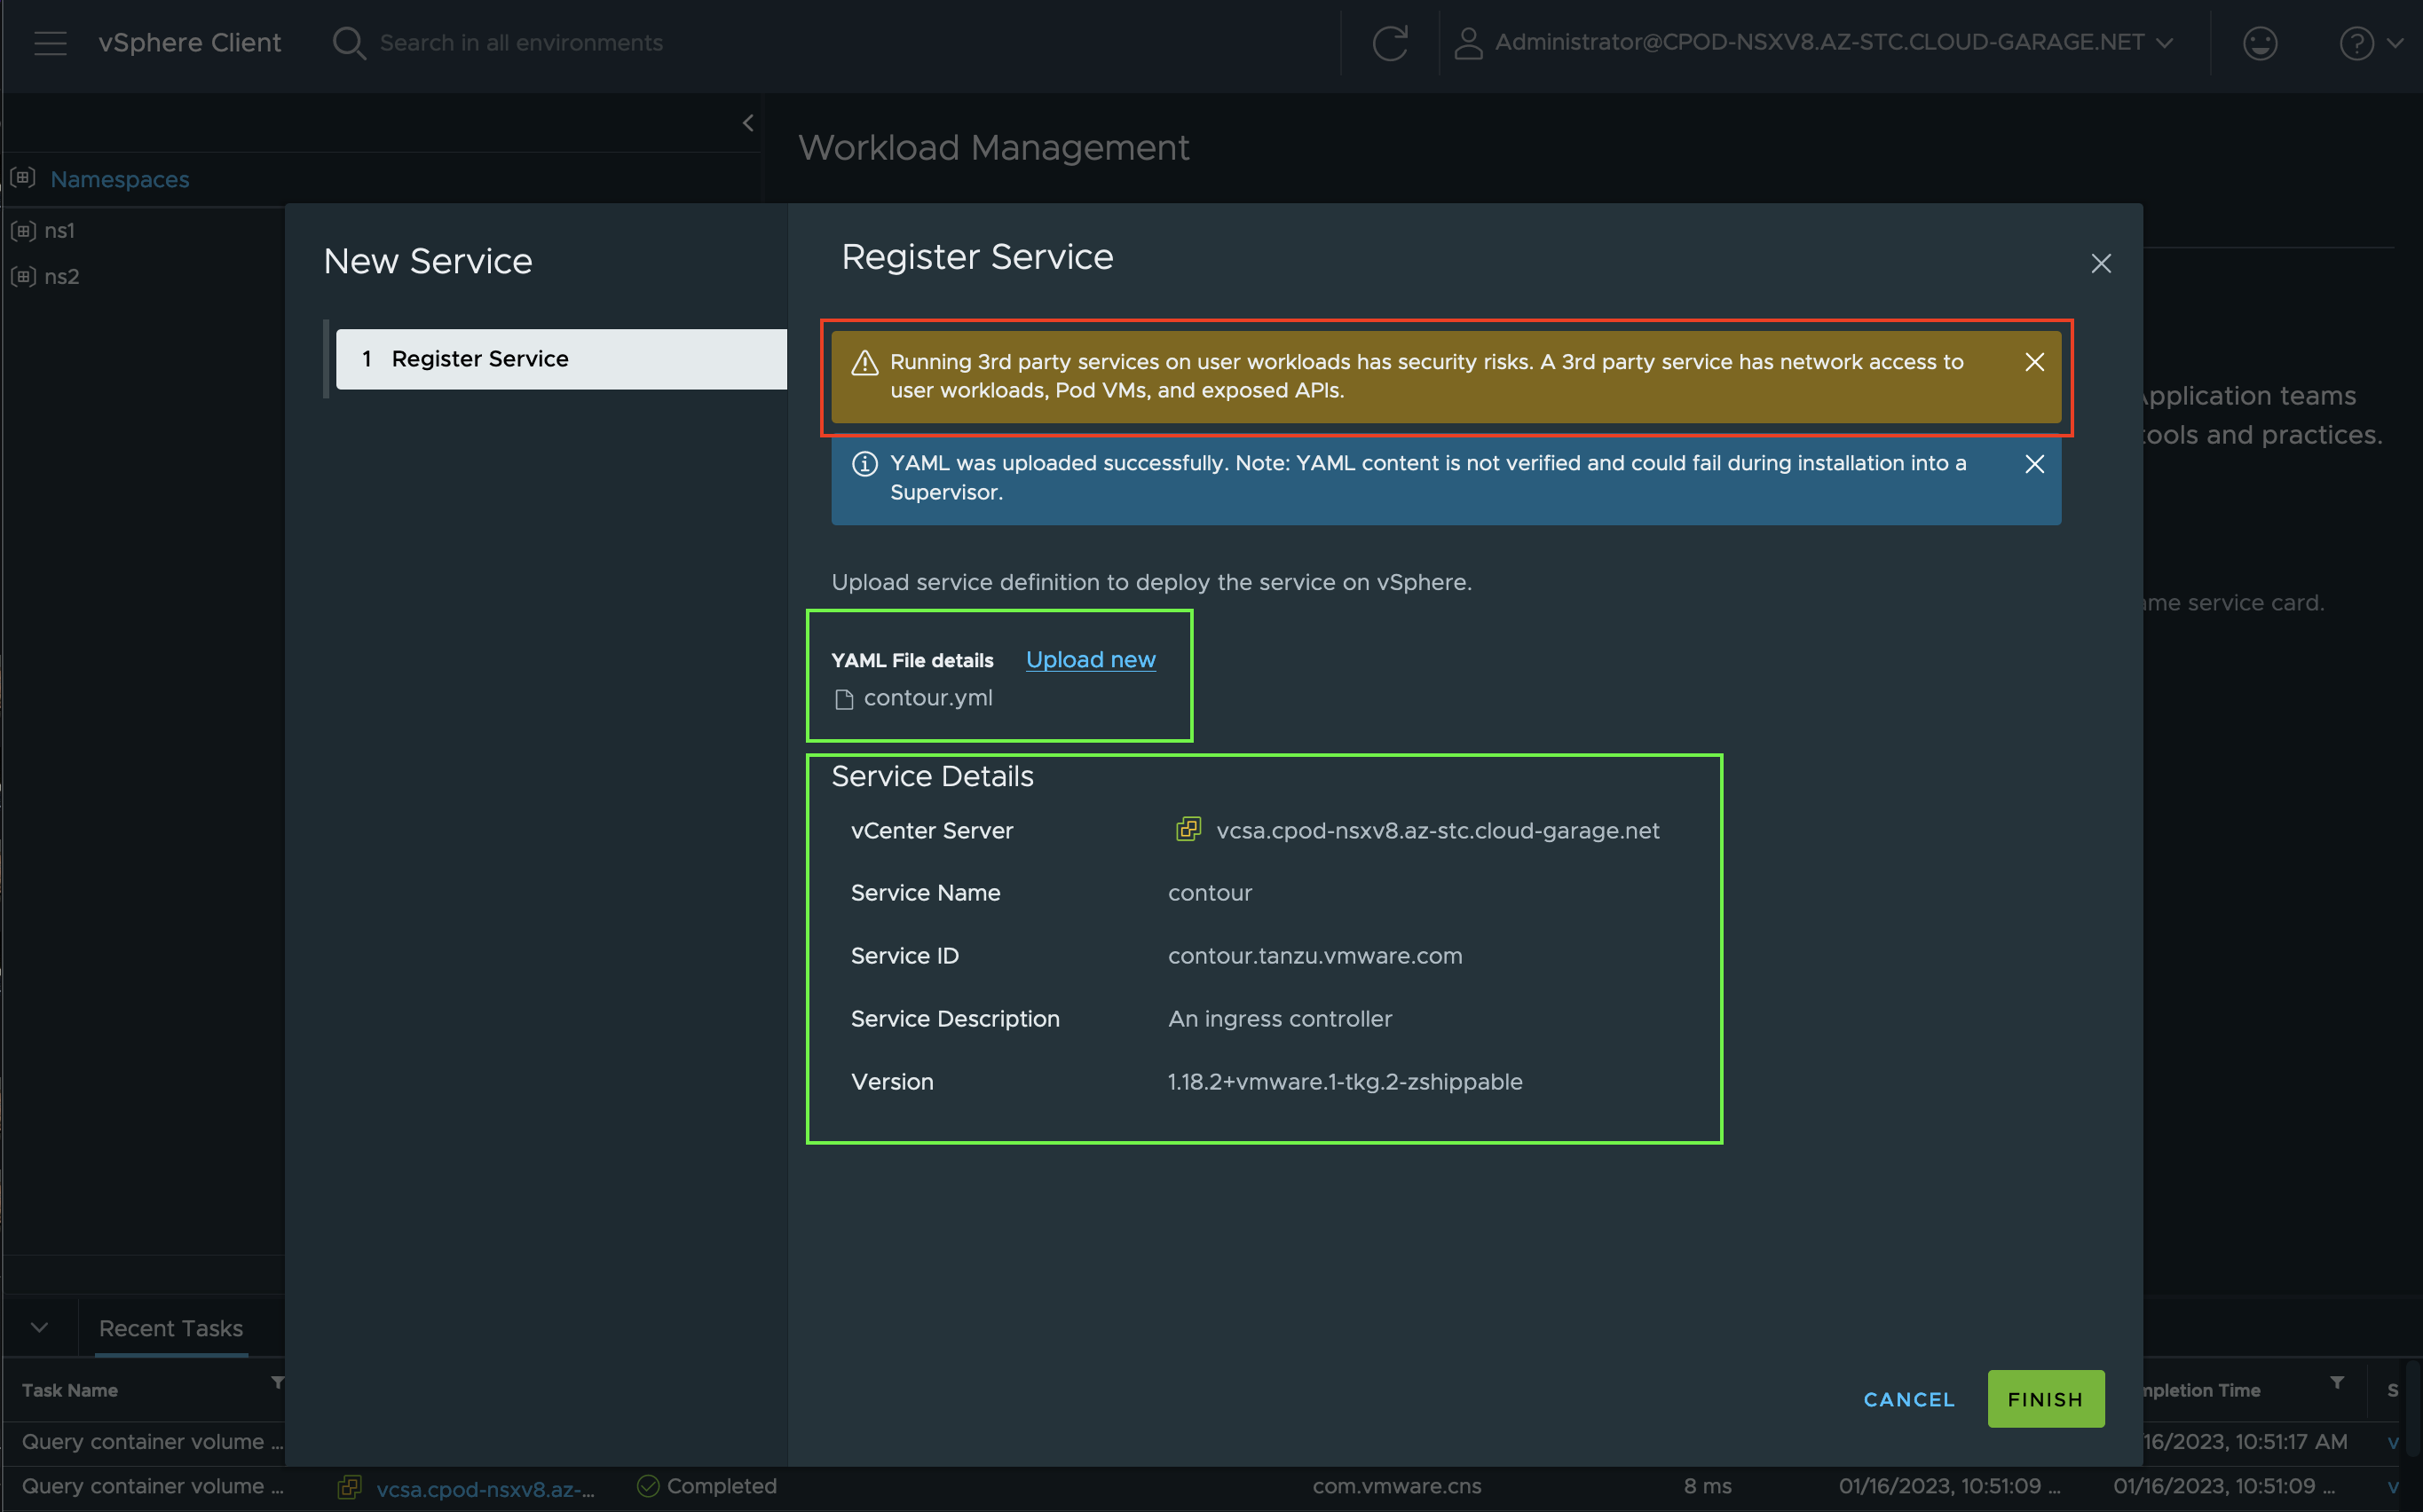 vSphere Client
Search in all environments
Administrator@CPOD-NSXV8.AZ-STC.CLOUD-GARAGE.NET
Workload Management
Namespaces
ns1
ns2
New Service
1 Register Service
Register Service
Running 3rd party services on user workloads has security risks. A 3rd party service has network access to
user workloads, Pod VMs, and exposed APIs.
YAML was uploaded successfully. Note: YAML content is not verified and could fail during installation into a
Supervisor.
Upload service definition to deploy the service on vSphere.
YAML File details Upload new
contour.yml
Service Details
vCenter Server vcsa.cpod-nsxv8.az-stc.cloud-garage.net
Service Name contour
Service ID contour.tanzu.vmware.com
Service Description An ingress controller
Version 1.18.2+vmware.1-tkg.2-zshippable
CANCEL FINISH
Application teams
tools and practices.
service card.
Recent Tasks
Task Name
Time
Query container volume ...
16/2023, 10:51:17 AM
Query container volume ... vcsa.cpod-nsxv8.az-... Completed com.vmware.cns 8 ms 01/16/2023, 10:51:09 ... 01/16/2023, 10:51:09 ...